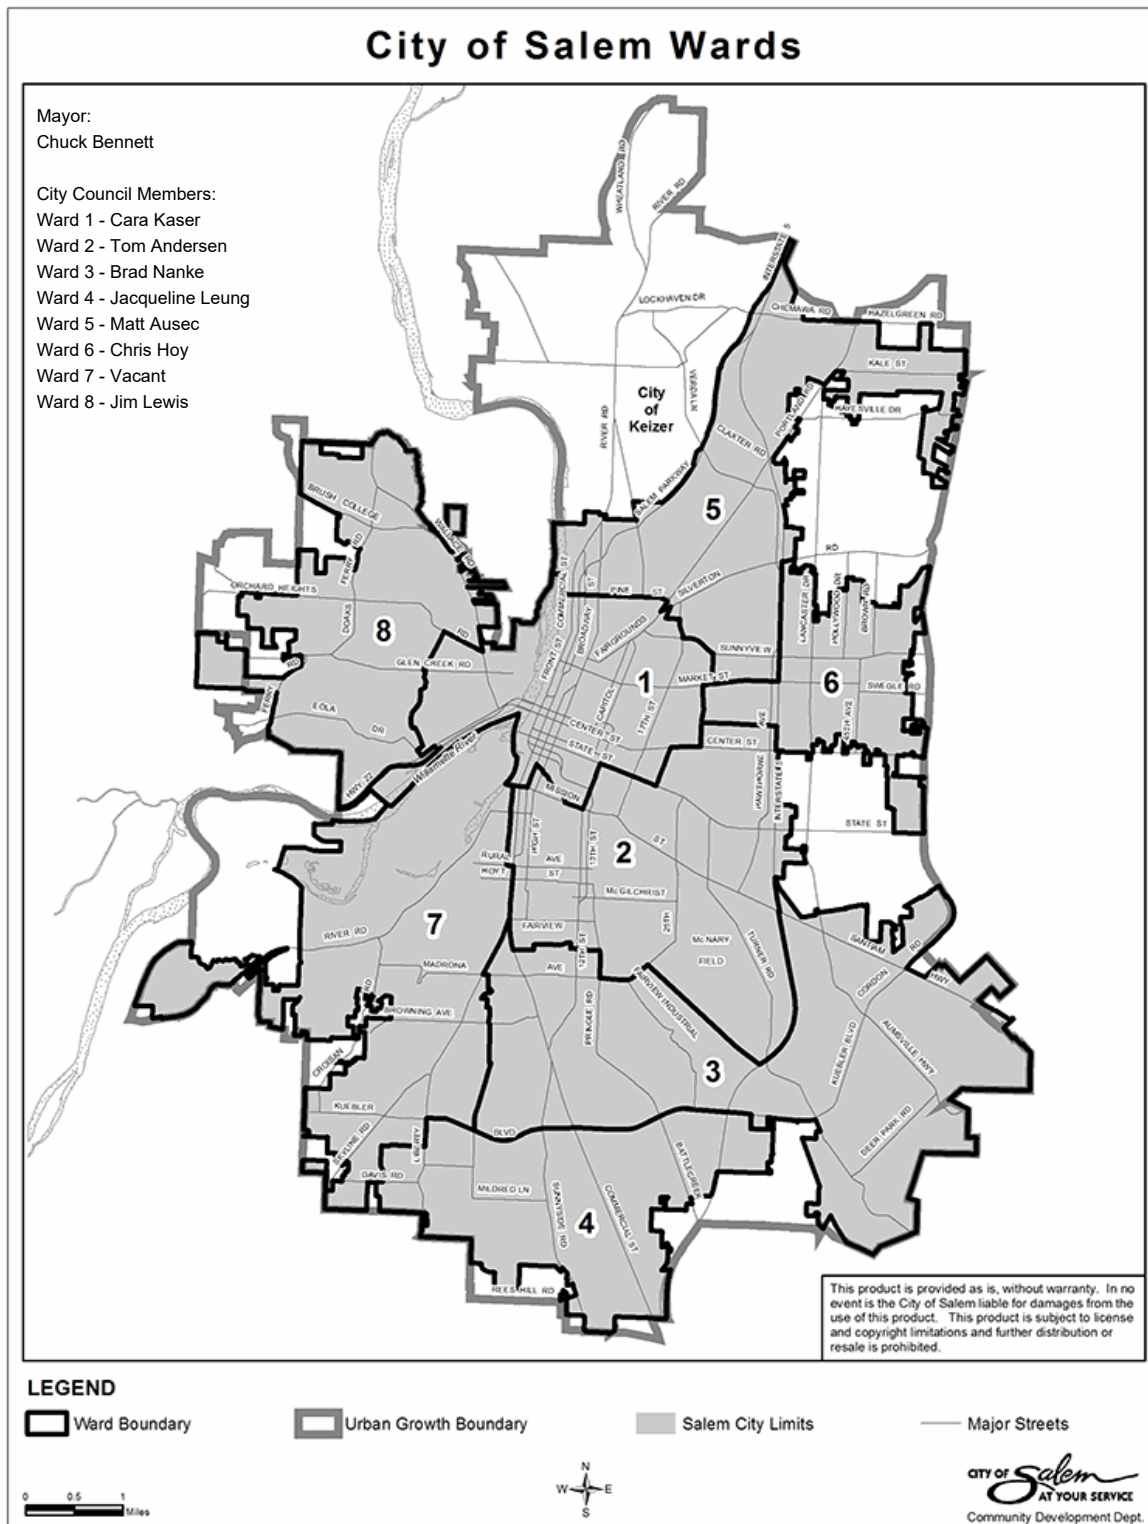 City of Salem Wards
Mayor:
Chuck Bennett
City Council Members:
Ward 1 - Cara Kaser
Ward 2 - Tom Andersen
Ward 3 - Brad Nanke
Ward 4 - Jacqueline Leung
Ward 5 - Matt Ausec
Ward 6 - Chris Hoy
Ward 7 - Vacant
Ward 8 - Jim Lewis
WHEATLAND RD
RIVER RD
INTERSTATE 5
LOCKHAVEN DR
CHEMAWA RD
HAZELGREEN RD
KALE ST
VERDA LN
City
of
Keizer
RIVER RD
PORTLAND RD
HAYESVILLE DR
CLAXTER RD
SALEM PARKWAY
5
BRUSH COLLEGE
RD
WALLACE RD
ORCHARD HEIGHTS
RD
DOAKS
FERRY
RD
8
GLEN CREEK RD
FERRY
RD
EOLA
DR
HWY 22
Willamette River
FRONT ST
COMMERCIAL ST
BROADWAY
ST
PINE
ST
SILVERTON
RD
FAIRGROUNDS
LANCASTER DR
HOLLYWOOD DR
BROWN RD
SUNNYVIEW
1
MARKET ST
6
SWEGLE RD
CAPITOL
17TH ST
45TH AVE
CENTER ST
STATE ST
CENTER ST
HAWTHORNE
AVE
INTERSTATE 5
STATE ST
MISSION
ST
HIGH ST
13TH ST
2
RURAL
AVE
HOYT
ST
McGILCHRIST
25TH
FAIRVIEW
12TH ST
McNARY
FIELD
TURNER RD
7
RIVER RD
MADRONA
AVE
SANTIAM
HWY
CORDON
RD
FAIRVIEW INDUSTRIAL
PRINGLE RD
BROWNING AVE
CROISAN
RD
3
KUEBLER BLVD
AUMSVILLE HWY
DEER PARK RD
KUEBLER
BLVD
SKYLINE RD
LIBERTY
DAVIS RD
MILDRED LN
BATTLECREEK
SUNNYSIDE RD
COMMERCIAL ST
4
REES HILL RD
This product is provided as is, without warranty. In no
event is the City of Salem liable for damages from the
use of this product. This product is subject to license
and copyright limitations and further distribution or
resale is prohibited.
LEGEND
Ward Boundary
Urban Growth Boundary
Salem City Limits
Major Streets
0 0.5 1
Miles
N
W E
S
CITY OF Salem
AT YOUR SERVICE
Community Development Dept.